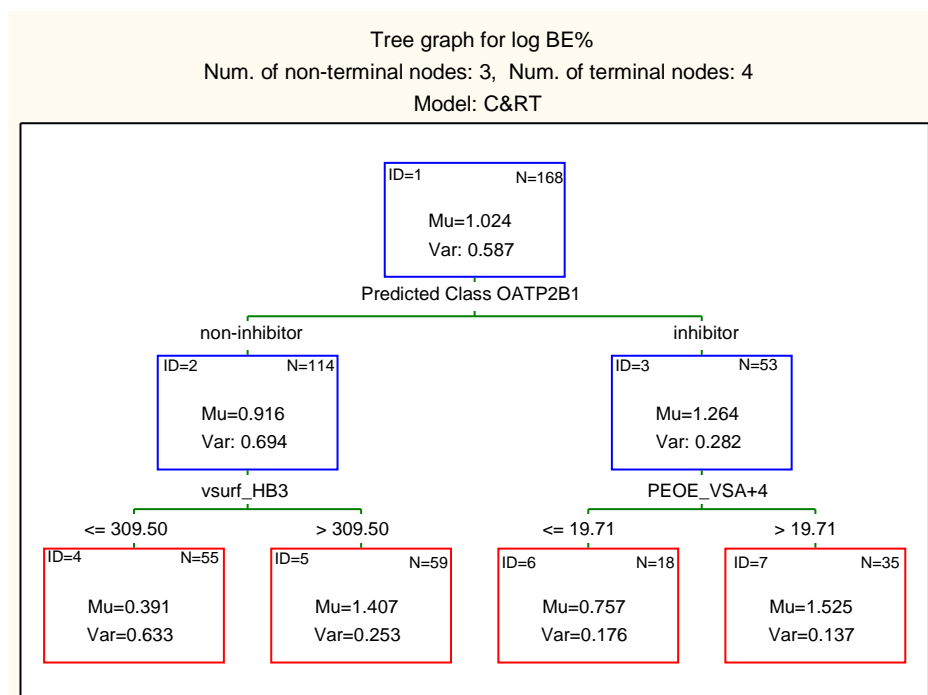 Tree graph for log BE%
Num. of non-terminal nodes: 3,  Num. of terminal nodes: 4
Model: C&RT
ID=1 N=168
Mu=1.024
Var: 0.587
Predicted Class OATP2B1
non-inhibitor inhibitor
ID=2 N=114 ID=3 N=53
Mu=0.916 Mu=1.264
Var: 0.694 Var: 0.282
vsurf_HB3 PEOE_VSA+4
<= 309.50 > 309.50 <= 19.71 > 19.71
ID=4 N=55 ID=5 N=59 ID=6 N=18 ID=7 N=35
Mu=0.391 Mu=1.407 Mu=0.757 Mu=1.525
Var=0.633 Var=0.253 Var=0.176 Var=0.137